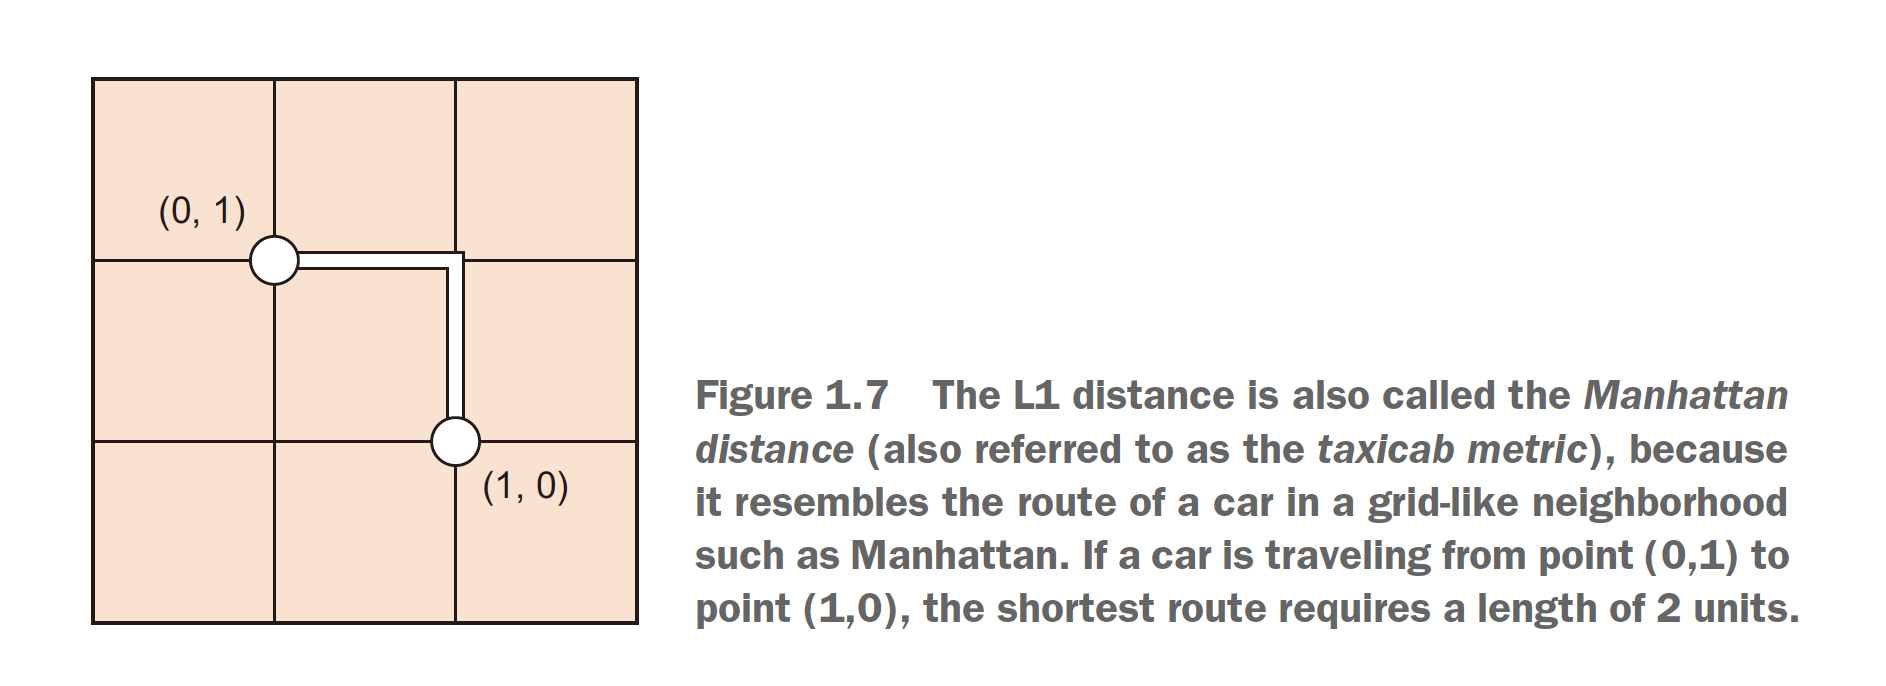 (0, 1)
(1, 0)
Figure 1.7 The L1 distance is also called the Manhattan
distance (also referred to as the taxicab metric), because
it resembles the route of a car in a grid-like neighborhood
such as Manhattan. If a car is traveling from point (0,1) to
point (1,0), the shortest route requires a length of 2 units.